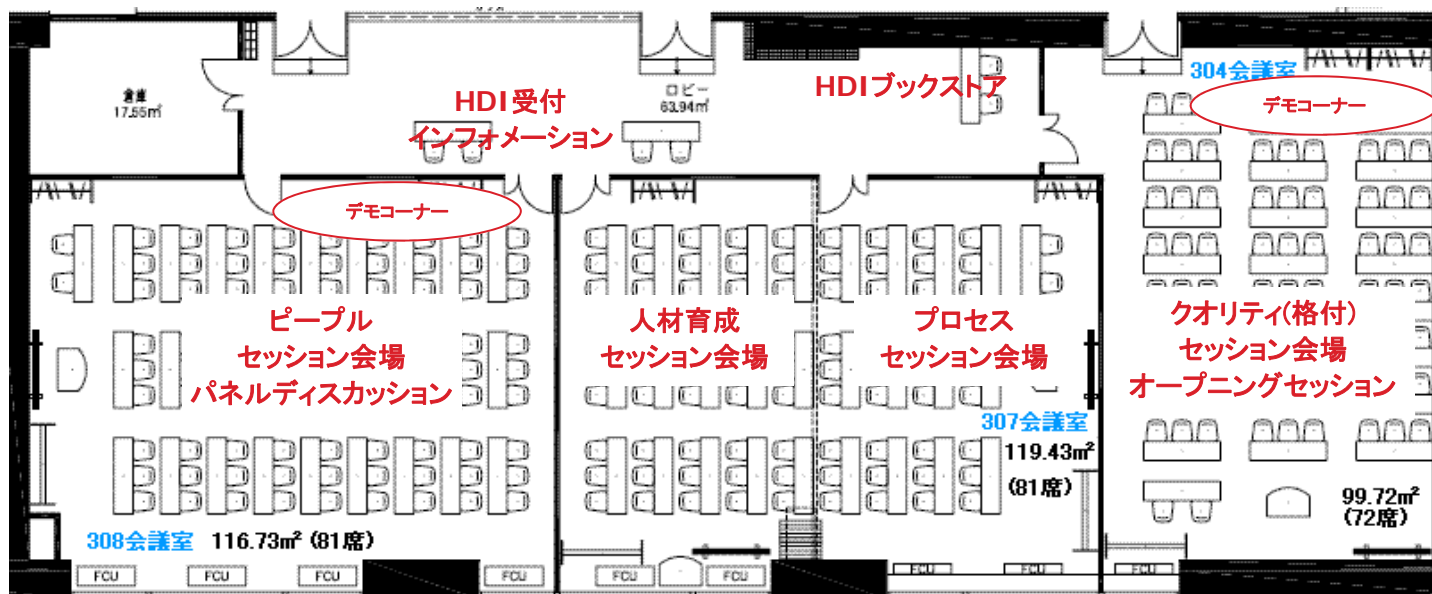 倉庫
17.55㎡
HDI受付
インフォメーション
ロビー
63.94㎡
HDIブックストア
304会議室
デモコーナー
デモコーナー
ピープル
セッション会場
パネルディスカッション
人材育成
セッション会場
プロセス
セッション会場
クオリティ(格付)
セッション会場
オープニングセッション
307会議室
119.43㎡
(81席)
99.72㎡
(72席)
308会議室 116.73㎡ (81席)
FCU
FCU
FCU
FCU
FCU
FCU
FCU
FCU
FCU